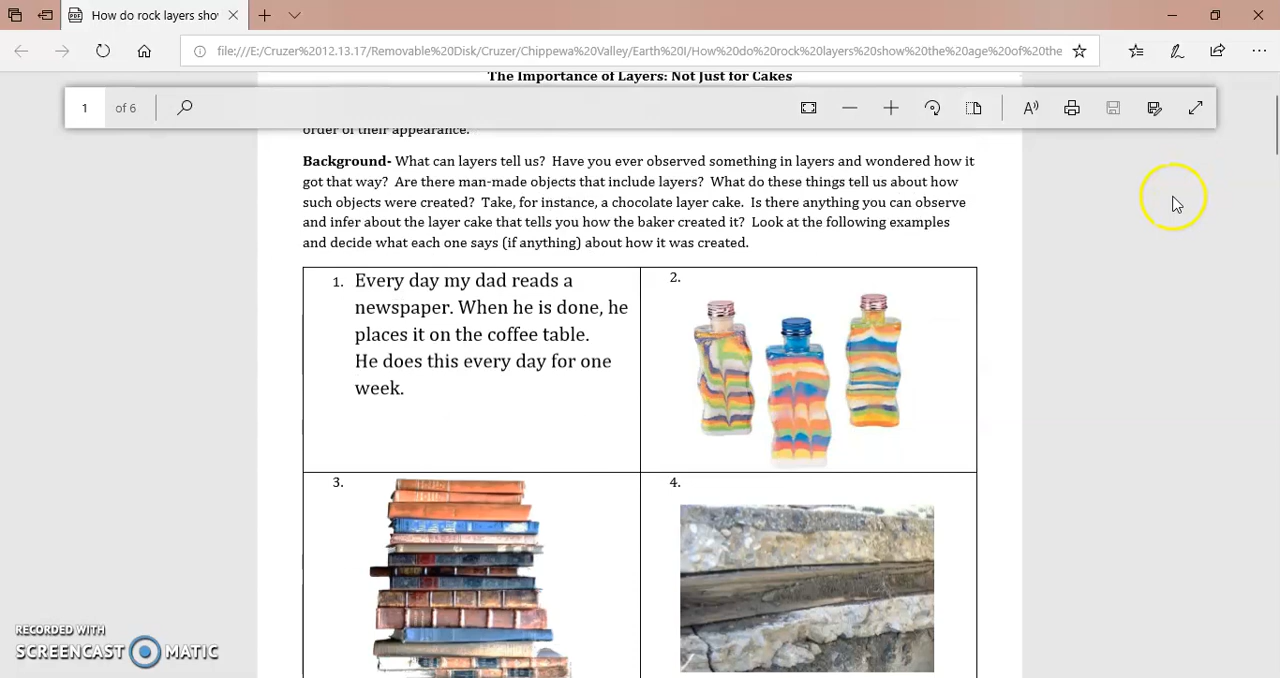 How do rock layers shov
file:///E:/Cruzer%2012.13.17/Removable%20Disk/Cruzer/Chippewa%20Valley/Earth%20I/How%20do%20rock%20layers%20show%20the%20age%20of%20the
The Importance of Layers: Not Just for Cakes
1 of 6
order of their appearance.
Background- What can layers tell us? Have you ever observed something in layers and wondered how it
got that way? Are there man-made objects that include layers? What do these things tell us about how
such objects were created? Take, for instance, a chocolate layer cake. Is there anything you can observe
and infer about the layer cake that tells you how the baker created it? Look at the following examples
and decide what each one says (if anything) about how it was created.
1. Every day my dad reads a
newspaper. When he is done, he
places it on the coffee table.
He does this every day for one
week.
2.
3.
4.
RECORDED WITH
SCREENCAST MATIC